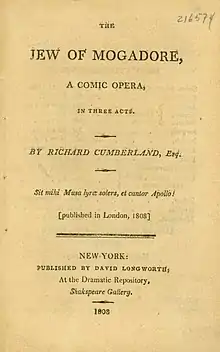 216574
THE
JEW OF MOGADORE,
A COMIC OPERA,
IN THREE ACTS.
BY RICHARD CUMBERLAND, Esq.
Sit mihi Musa lyræ solers, et cantor Apollo!
[published in London, 1808]
NEW-YORK:
PUBLISHED BY DAVID LONGWORTH;
At the Dramatic Repository,
Shakspeare Gallery.
1808